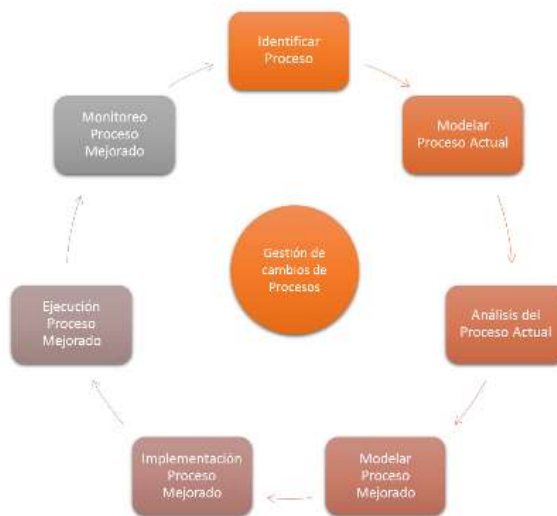 Identificar
Proceso
Modelar
Proceso Actual
Análisis del
Proceso Actual
Modelar
Proceso
Mejorado
Implementación
Proceso
Mejorado
Ejecución
Proceso
Mejorado
Monitoreo
Proceso
Mejorado
Gestión de
cambios de
Procesos